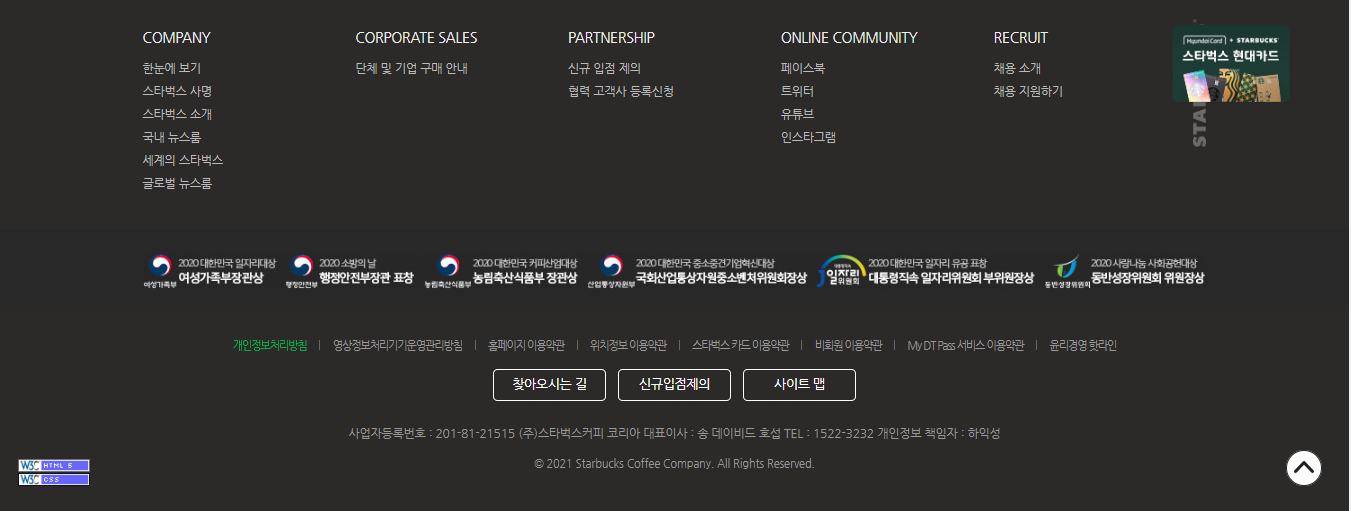 COMPANY
한눈에 보기
스타벅스 사명
스타벅스 소개
국내 뉴스룸
세계의 스타벅스
글로벌 뉴스룸
CORPORATE SALES
단체 및 기업 구매 안내
PARTNERSHIP
신규 입점 제의
협력 고객사 등록신청
ONLINE COMMUNITY
페이스북
트위터
유튜브
인스타그램
RECRUIT
채용 소개
채용 지원하기
HyundaiCard + STARBUCKS
스타벅스 현대카드
STAR
여성가족부
2020 대한민국 일자리대상
여성가족부장관상
행정안전부
2020 소방의 날
행정안전부장관 표창
농림축산식품부
2020 대한민국 커피산업대상
농림축산식품부 장관상
산업통상자원부
2020 대한민국 중소중견기업혁신대상
국회산업통상자원중소벤처위원회장상
일자리
위원회
2020 대한민국 일자리 유공 표창
대통령직속 일자리위원회 부위원장상
동반성장위원회
2020 사랑나눔 사회공헌대상
동반성장위원회 위원장상
개인정보처리방침 | 영상정보처리기기운영관리방침 | 홈페이지 이용약관 | 위치정보 이용약관 | 스타벅스 카드 이용약관 | 비회원 이용약관 | My DT Pass 서비스 이용약관 | 윤리경영 핫라인
찾아오시는 길 신규입점제의 사이트 맵
사업자등록번호 : 201-81-21515 (주)스타벅스커피 코리아 대표이사 : 송 데이비드 호섭 TEL : 1522-3232 개인정보 책임자 : 하익성
© 2021 Starbucks Coffee Company. All Rights Reserved.
W3C HTML 5
W3C CSS